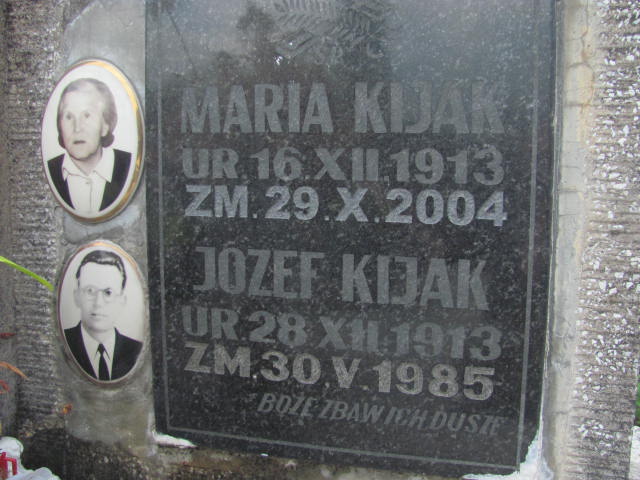 MARIA KIJAK
UR.16.XII.1913
ZM.29.X.2004
JÓZEF KIJAK
UR 28 XII.1913
ZM.30.V.1985
BOŻE ZBAW ICH DUSZE